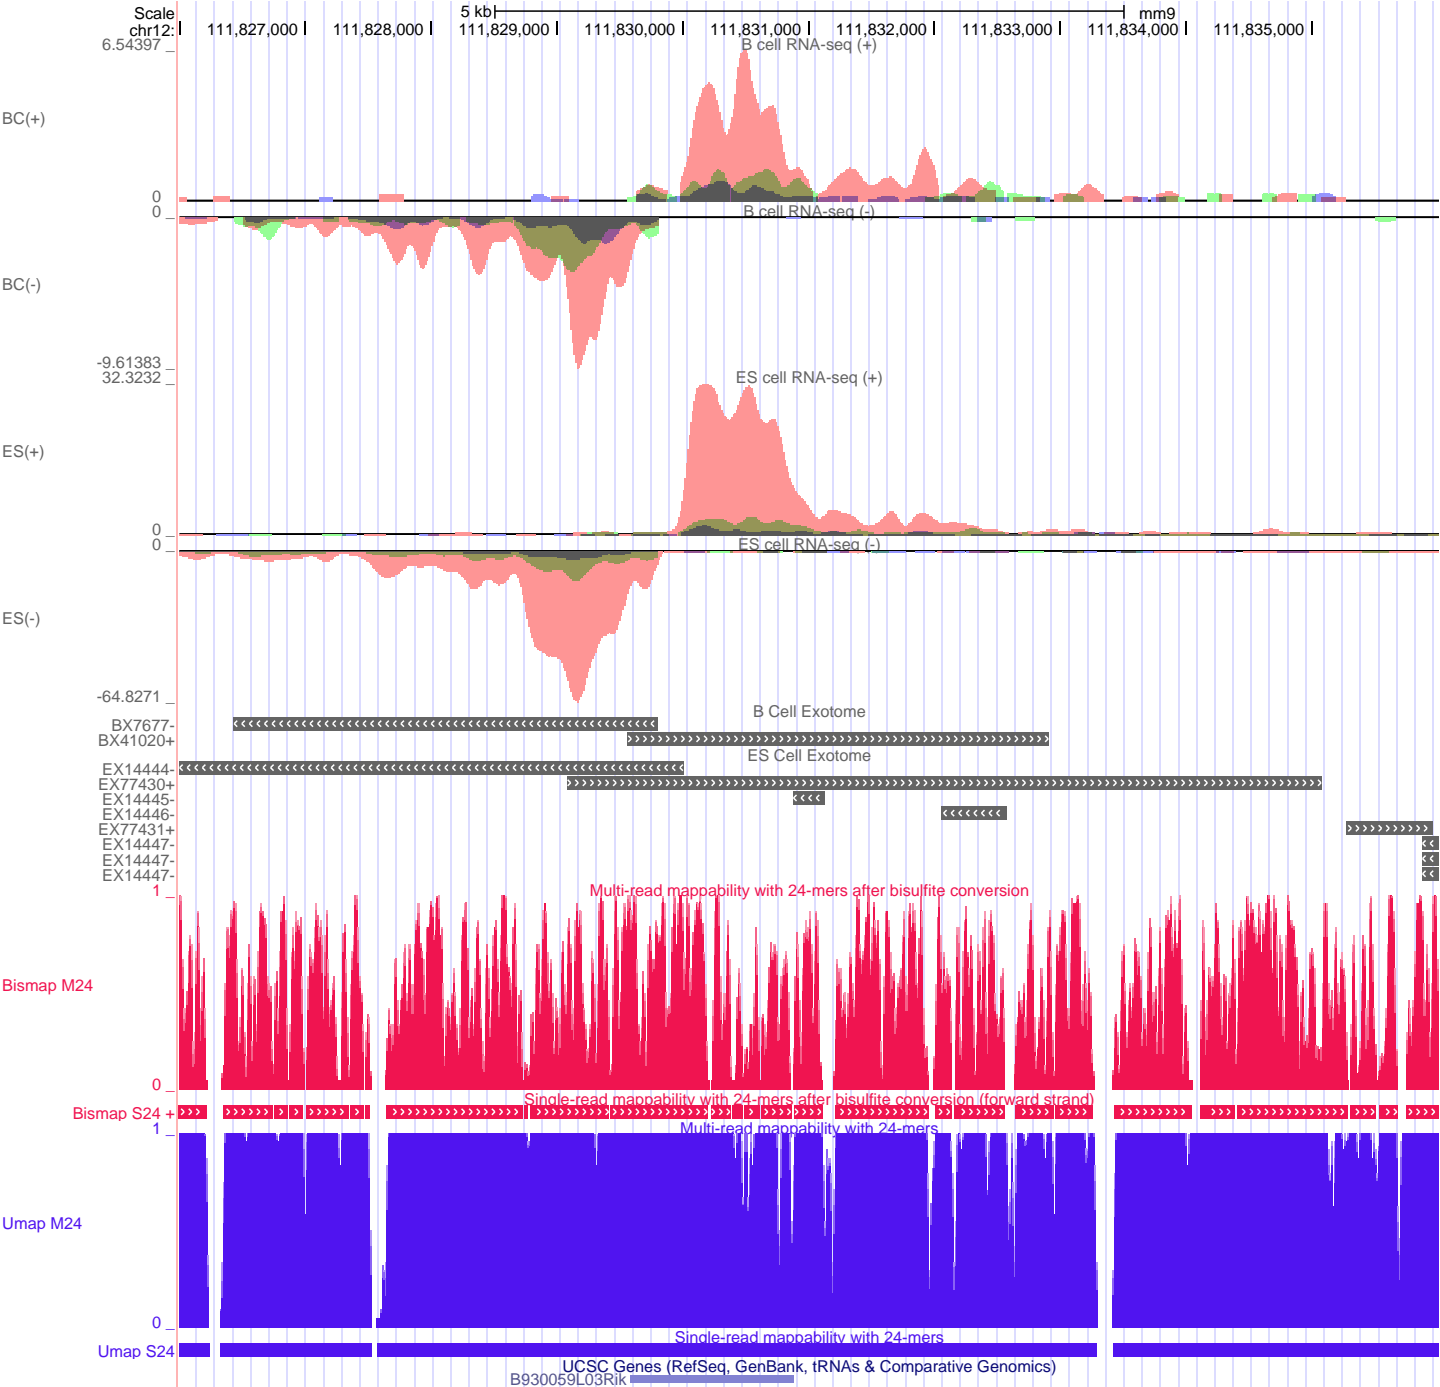 Scale 5 kb mm9
chr12: 111,827,000 111,828,000 111,829,000 111,830,000 111,831,000 111,832,000 111,833,000 111,834,000 111,835,000
6.54397 _ B cell RNA-seq (+)
BC(+)
0 _
0 _ B cell RNA-seq (-)
BC(-)
-9.61383 _
32.3232 _ ES cell RNA-seq (+)
ES(+)
0 _
0 _ ES cell RNA-seq (-)
ES(-)
-64.8271 _
B Cell Exotome
BX7677-
BX41020+
ES Cell Exotome
EX14444-
EX77430+
EX14445-
EX14446-
EX77431+
EX14447-
EX14447-
EX14447-
1 _ Multi-read mappability with 24-mers after bisulfite conversion
Bismap M24
0 _
Single-read mappability with 24-mers after bisulfite conversion (forward strand)
Bismap S24 +
1 _ Multi-read mappability with 24-mers
Umap M24
0 _
Single-read mappability with 24-mers
Umap S24
UCSC Genes (RefSeq, GenBank, tRNAs & Comparative Genomics)
B930059L03Rik